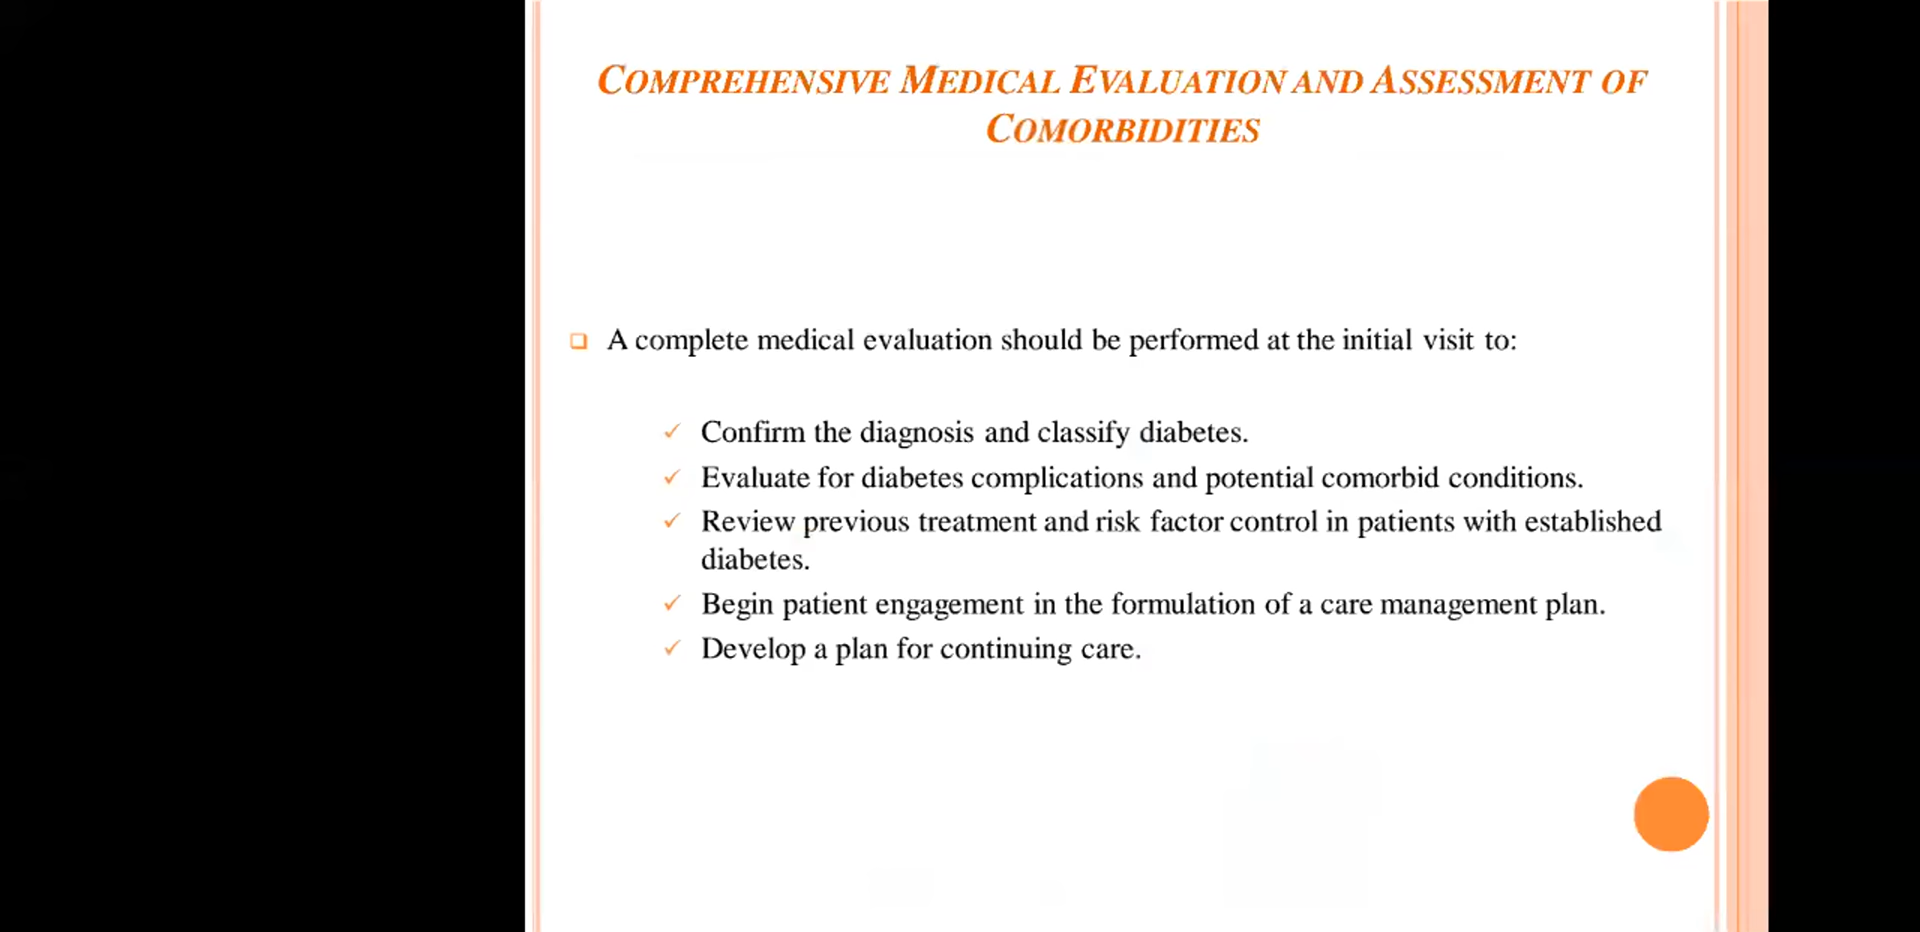 COMPREHENSIVE MEDICAL EVALUATION AND ASSESSMENT OF
COMORBIDITIES
A complete medical evaluation should be performed at the initial visit to:
Confirm the diagnosis and classify diabetes.
Evaluate for diabetes complications and potential comorbid conditions.
Review previous treatment and risk factor control in patients with established
diabetes.
Begin patient engagement in the formulation of a care management plan.
Develop a plan for continuing care.